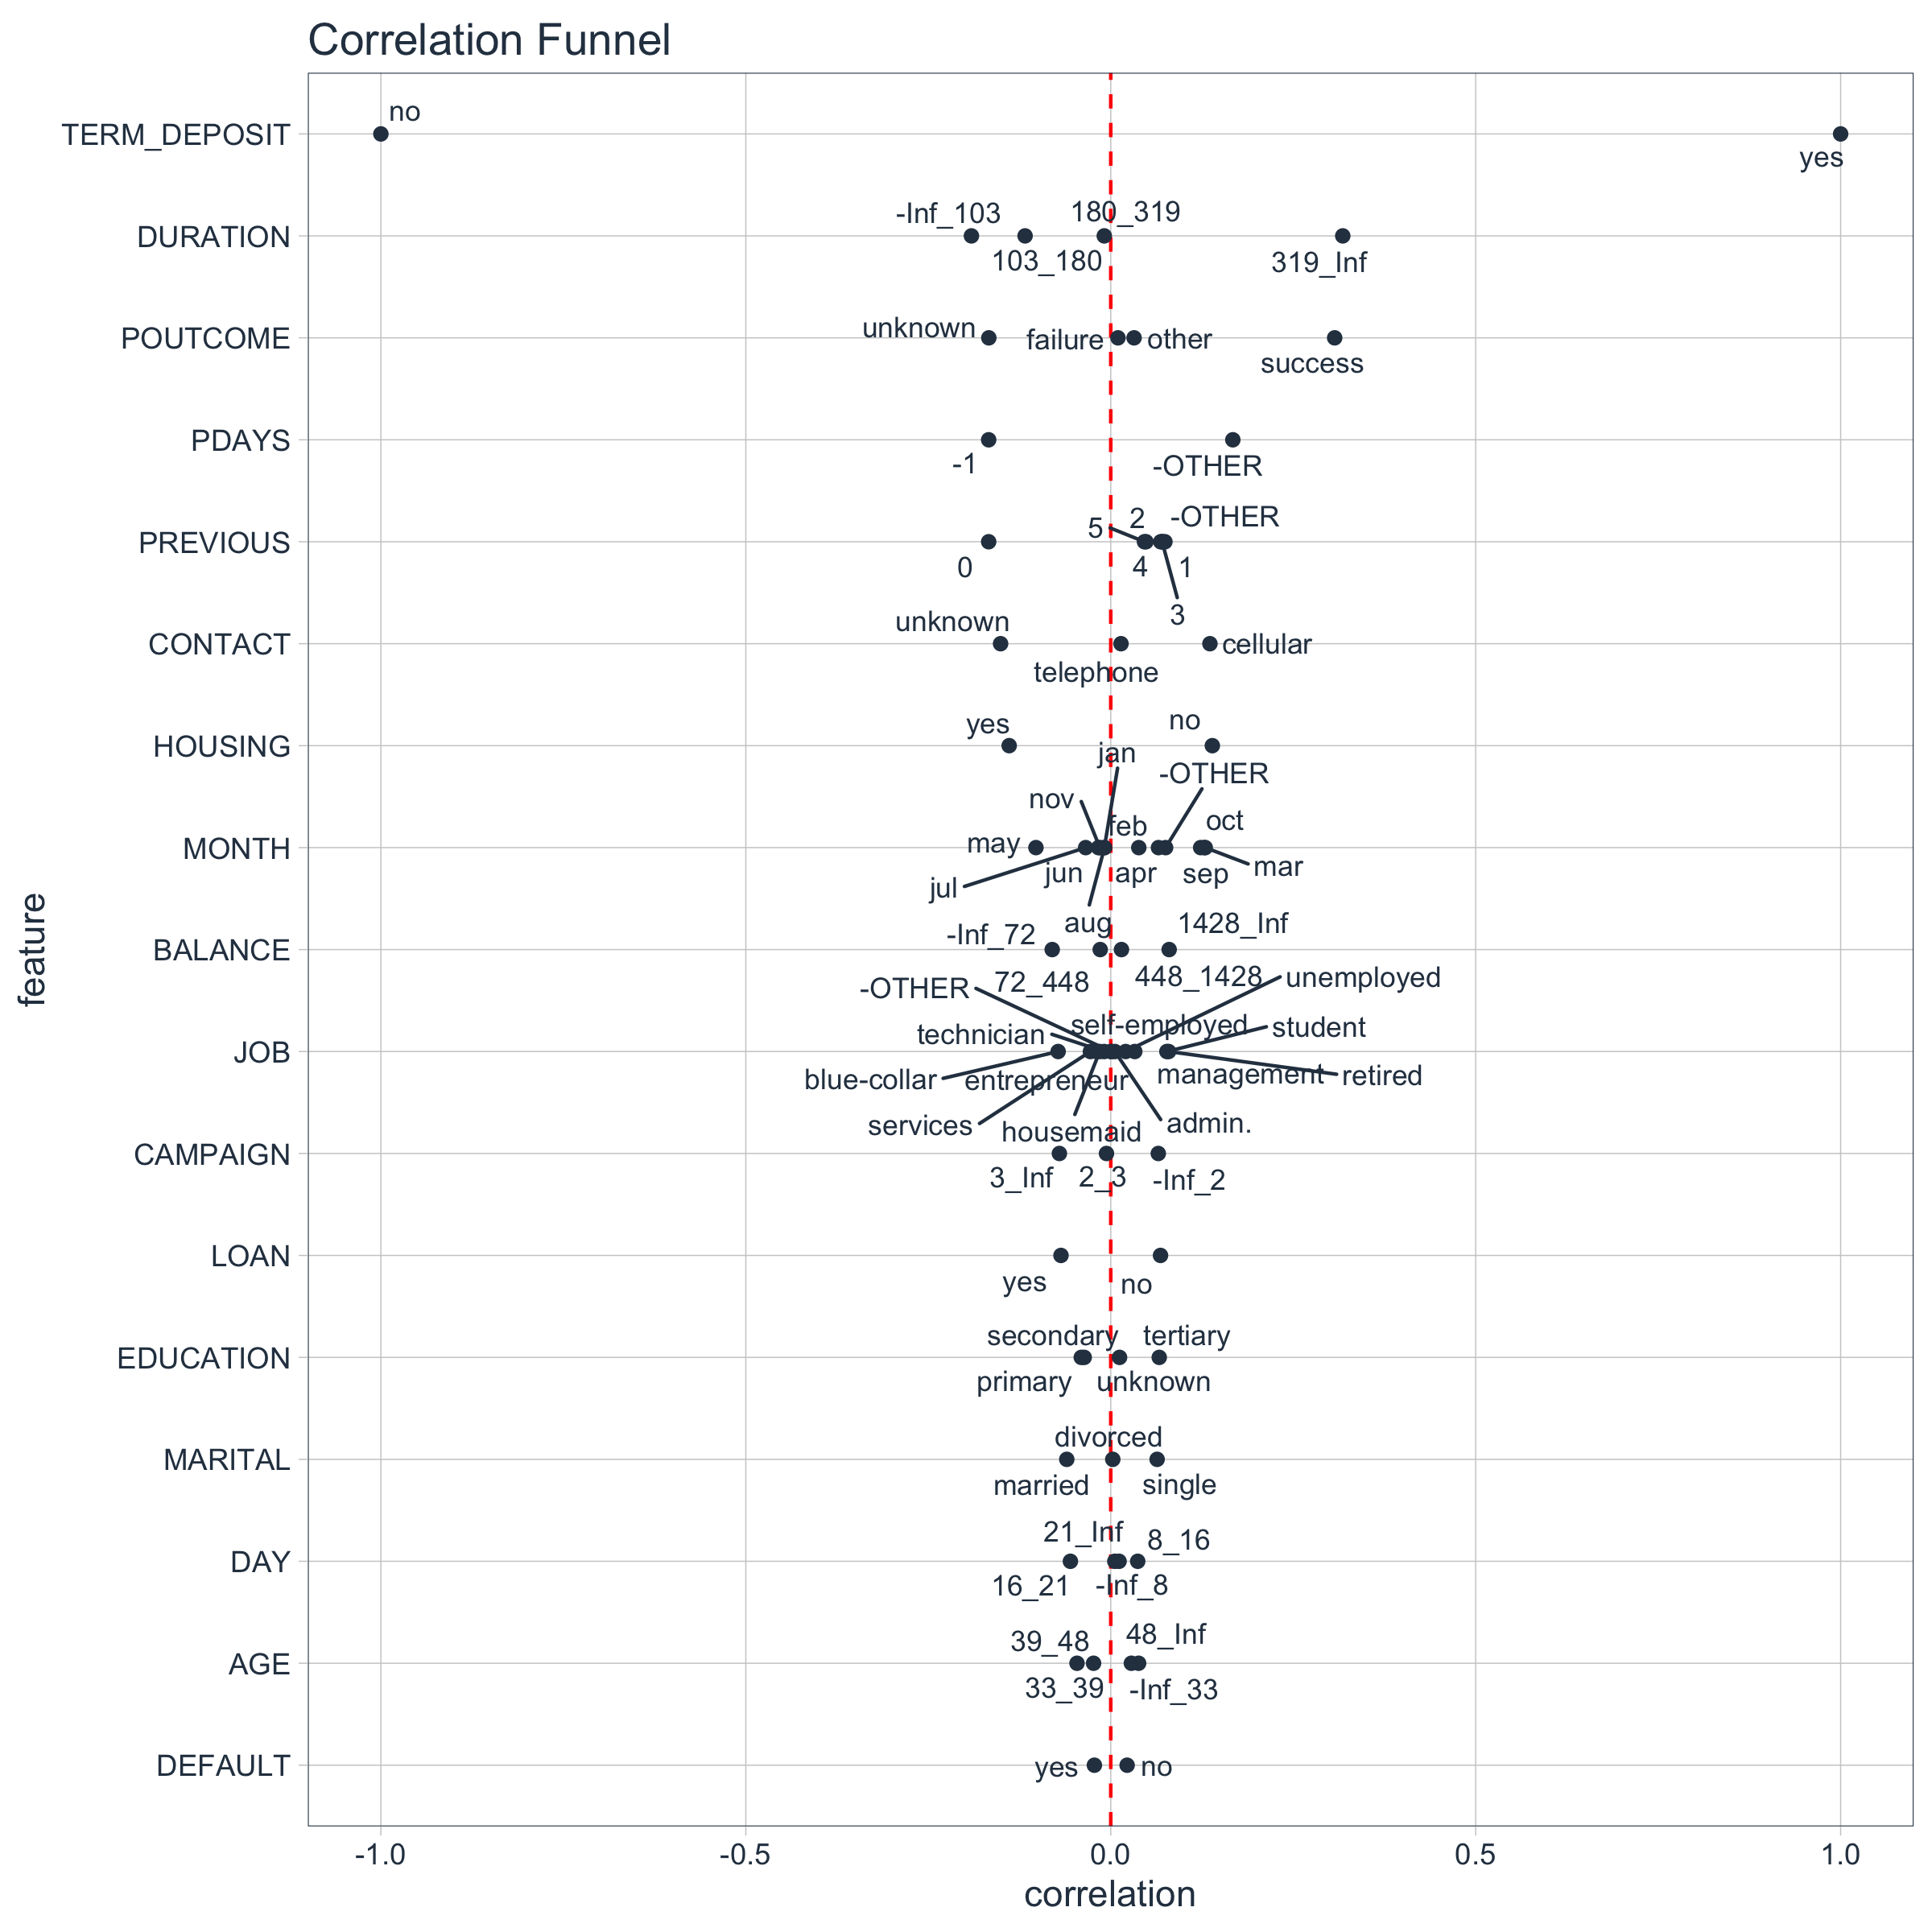 Correlation Funnel
no
TERM_DEPOSIT
yes
-Inf_103
180_319
DURATION
103_180
319_Inf
unknown
POUTCOME
failure
other
success
PDAYS
-1
-OTHER
5
2
-OTHER
PREVIOUS
0
4
1
3
unknown
CONTACT
cellular
telephone
yes
no
HOUSING
jan
-OTHER
nov
feb
oct
may
MONTH
jul
jun
apr
sep
mar
aug
1428_Inf
-Inf_72
BALANCE
72_448
448_1428
unemployed
-OTHER
technician
self-employed
student
JOB
blue-collar
entrepreneur
management
retired
services
housemaid
admin.
CAMPAIGN
3_Inf
2_3
-Inf_2
LOAN
yes
no
secondary
tertiary
EDUCATION
primary
unknown
divorced
MARITAL
married
single
21_Inf
8_16
DAY
16_21
-Inf_8
39_48
48_Inf
AGE
33_39
-Inf_33
DEFAULT
yes
no
feature
-1.0
-0.5
0.0
0.5
1.0
correlation